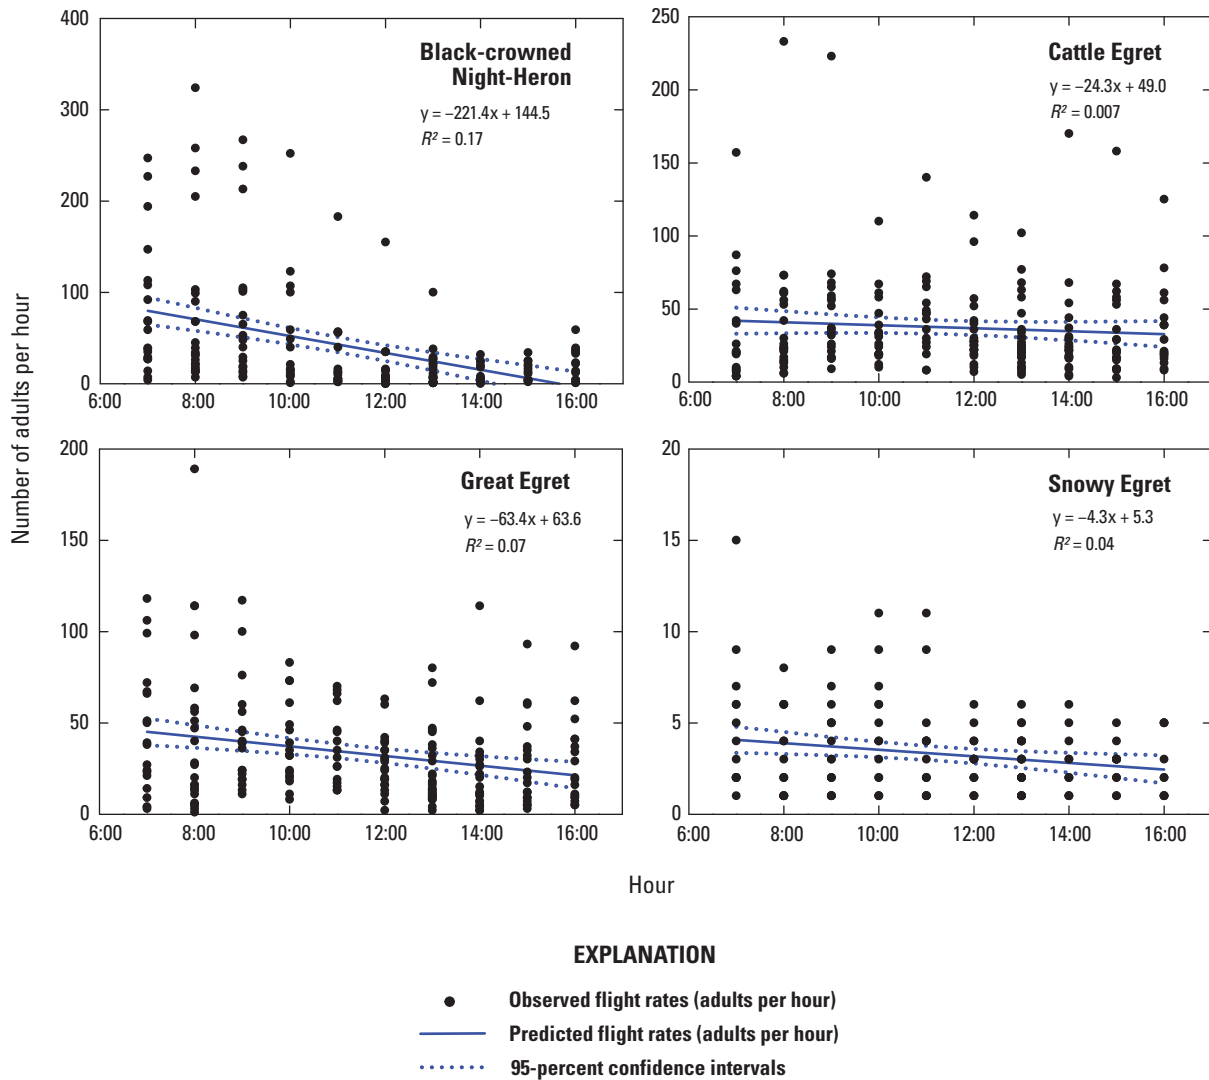 Number of adults per hour
400
300
200
100
0
6:00 8:00 10:00 12:00 14:00 16:00
Black-crowned
Night-Heron
y = −221.4x + 144.5
R² = 0.17
250
200
150
100
50
0
6:00 8:00 10:00 12:00 14:00 16:00
Cattle Egret
y = −24.3x + 49.0
R² = 0.007
200
150
100
50
0
6:00 8:00 10:00 12:00 14:00 16:00
Great Egret
y = −63.4x + 63.6
R² = 0.07
20
15
10
5
0
6:00 8:00 10:00 12:00 14:00 16:00
Snowy Egret
y = −4.3x + 5.3
R² = 0.04
Hour
EXPLANATION
Observed flight rates (adults per hour)
Predicted flight rates (adults per hour)
95-percent confidence intervals